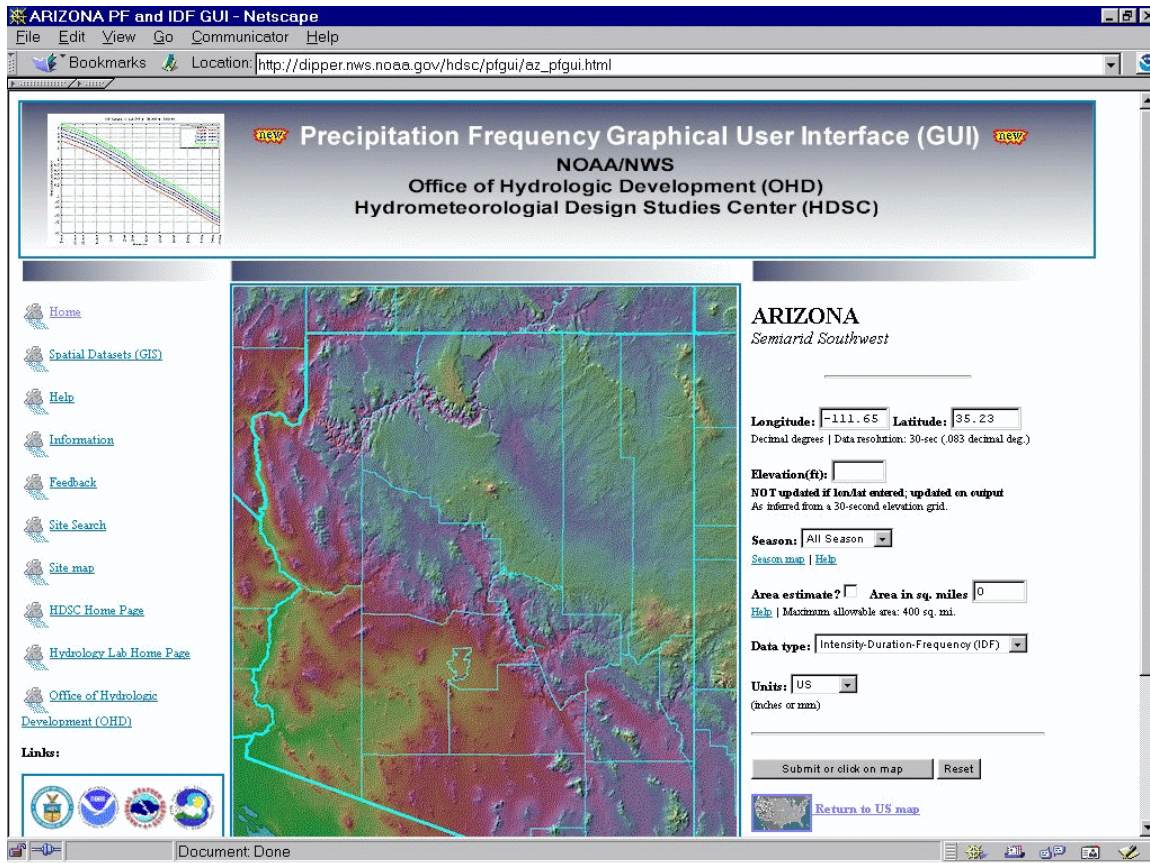 ARIZONA PF and IDF GUI - Netscape
File Edit View Go Communicator Help
Bookmarks Location: http://dipper.nws.noaa.gov/hdsc/pfgui/az_pfgui.html
new Precipitation Frequency Graphical User Interface (GUI) new
NOAA/NWS
Office of Hydrologic Development (OHD)
Hydrometeorologial Design Studies Center (HDSC)
Home
Spatial Datasets (GIS)
Help
Information
Feedback
Site Search
Site map
HDSC Home Page
Hydrology Lab Home Page
Office of Hydrologic
Development (OHD)
Links:
ARIZONA
Semiarid Southwest
Longitude: -111.65 Latitude: 35.23
Decimal degrees | Data resolution: 30-sec (.083 decimal deg.)
Elevation(ft):
NOT updated if lon/lat entered; updated on output
As inferred from a 30-second elevation grid.
Season: All Season
Season map | Help
Area estimate? Area in sq. miles 0
Help | Maximum allowable area: 400 sq. mi.
Data type: Intensity-Duration-Frequency (IDF)
Units: US
(inches or mm)
Submit or click on map Reset
Return to US map
Document: Done